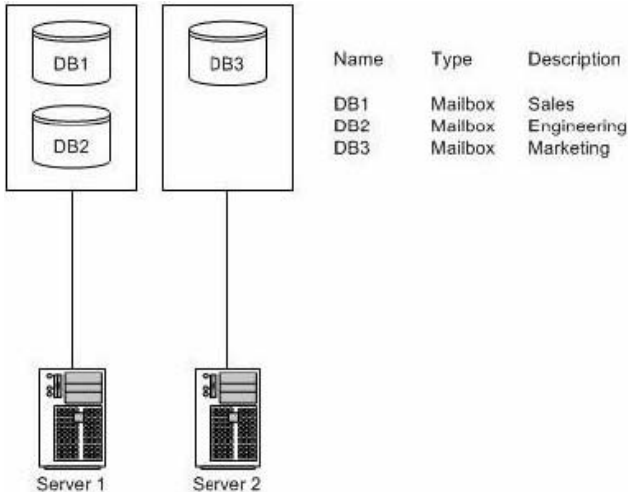 DB1
DB2
DB3
Name Type Description
DB1 Mailbox Sales
DB2 Mailbox Engineering
DB3 Mailbox Marketing
Server 1
Server 2